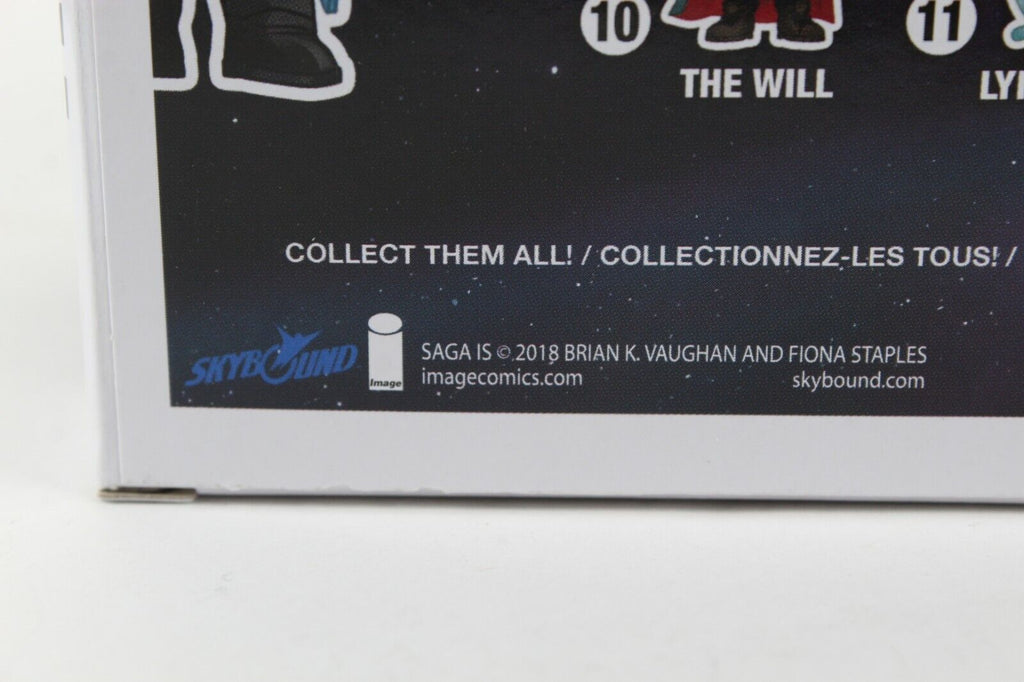 10
11
THE WILL
COLLECT THEM ALL! / COLLECTIONNEZ-LES TOUS! /
SKYBOUND
Image
SAGA IS © 2018 BRIAN K. VAUGHAN AND FIONA STAPLES
imagecomics.com
skybound.com